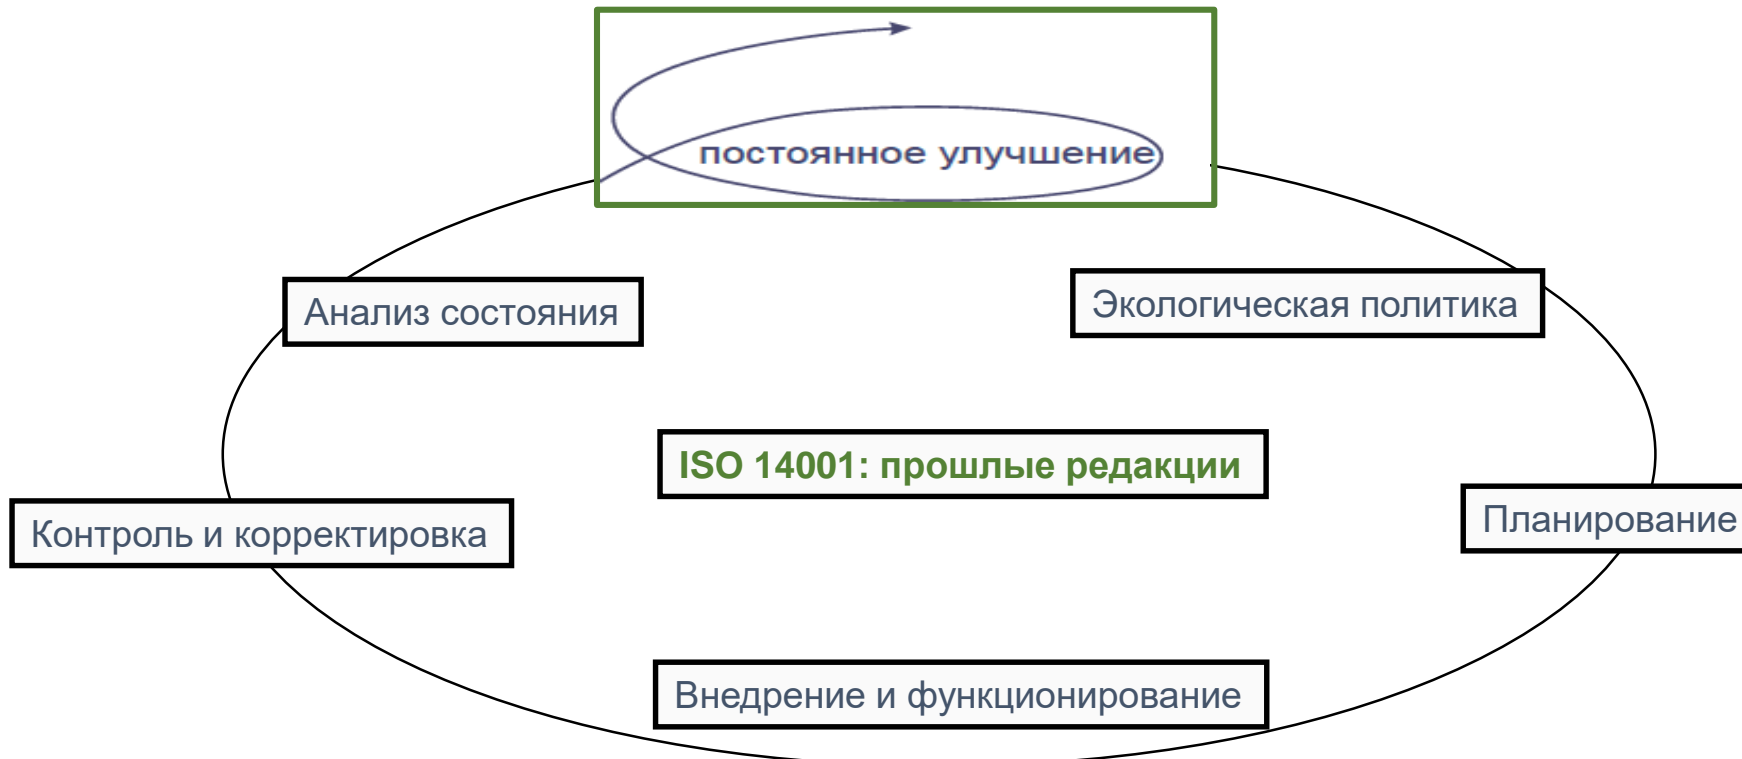 постоянное улучшение
Анализ состояния
Экологическая политика
ISO 14001: прошлые редакции
Контроль и корректировка
Планирование
Внедрение и функционирование